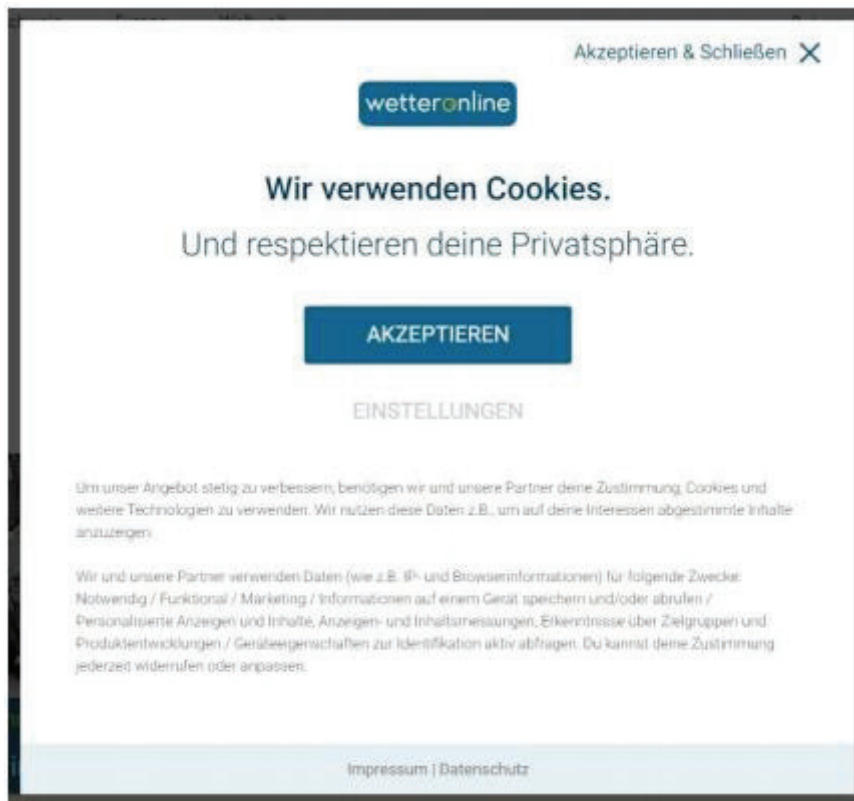 Akzeptieren & Schließen
wetteronline
Wir verwenden Cookies.
Und respektieren deine Privatsphäre.
AKZEPTIEREN
EINSTELLUNGEN
Um unser Angebot stetig zu verbessern, benötigen wir und unsere Partner deine Zustimmung, Cookies und
weitere Technologien zu verwenden. Wir nutzen diese Daten z.B., um auf deine Interessen abgestimmte Inhalte
anzuzeigen.
Wir und unsere Partner verwenden Daten (wie z.B. IP- und Browserinformationen) für folgende Zwecke:
Notwendig / Funktional / Marketing / Informationen auf einem Gerät speichern und/oder abrufen /
Personalisierte Anzeigen und Inhalte, Anzeigen- und Inhaltsmessungen, Erkenntnisse über Zielgruppen und
Produktentwicklungen / Geräteeigenschaften zur Identifikation aktiv abfragen. Du kannst deine Zustimmung
jederzeit widerrufen oder anpassen.
Impressum | Datenschutz